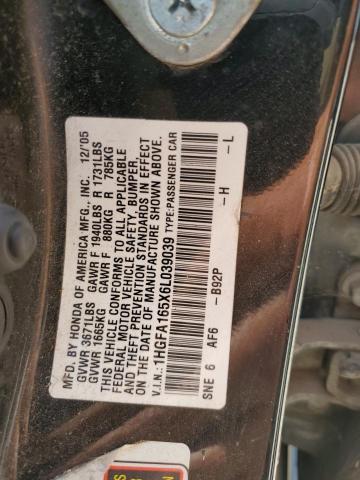 MFD. BY HONDA OF AMERICA MFG., INC. 12/'05
GVWR 3671LBS GAWR F 1940LBS R 1731LBS
GVWR 1665KG GAWR F 880KG R 785KG
THIS VEHICLE CONFORMS TO ALL APPLICABLE
FEDERAL MOTOR VEHICLE SAFETY, BUMPER,
AND THEFT PREVENTION STANDARDS IN EFFECT
ON THE DATE OF MANUFACTURE SHOWN ABOVE.
V.I.N.: 1HGFA165X6L039039 TYPE:PASSENGER CAR
SNE 6 AF6 -B92P -H -L